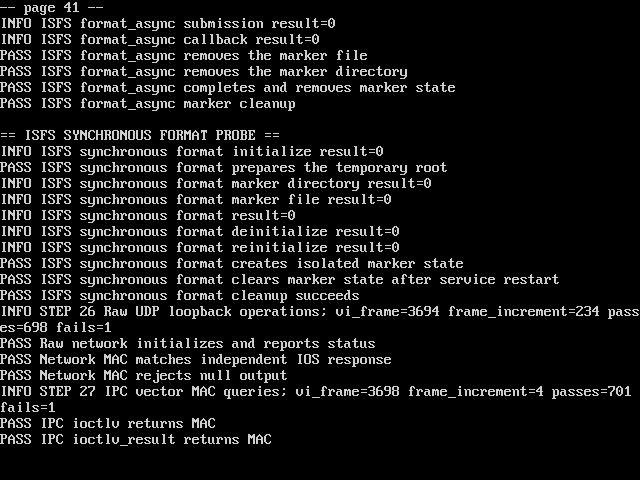 -- page 41 --
INFO ISFS format_async submission result=0
INFO ISFS format_async callback result=0
PASS ISFS format_async removes the marker file
PASS ISFS format_async removes the marker directory
PASS ISFS format_async completes and removes marker state
PASS ISFS format_async marker cleanup
== ISFS SYNCHRONOUS FORMAT PROBE ==
INFO ISFS synchronous format initialize result=0
PASS ISFS synchronous format prepares the temporary root
INFO ISFS synchronous format marker directory result=0
INFO ISFS synchronous format marker file result=0
INFO ISFS synchronous format result=0
INFO ISFS synchronous format deinitialize result=0
INFO ISFS synchronous format reinitialize result=0
PASS ISFS synchronous format creates isolated marker state
PASS ISFS synchronous format clears marker state after service restart
PASS ISFS synchronous format cleanup succeeds
INFO STEP 26 Raw UDP loopback operations; vi_frame=3694 frame_increment=234 pass
es=698 fails=1
PASS Raw network initializes and reports status
PASS Network MAC matches independent IOS response
PASS Network MAC rejects null output
INFO STEP 27 IPC vector MAC queries; vi_frame=3698 frame_increment=4 passes=701
fails=1
PASS IPC ioctlv returns MAC
PASS IPC ioctlv_result returns MAC